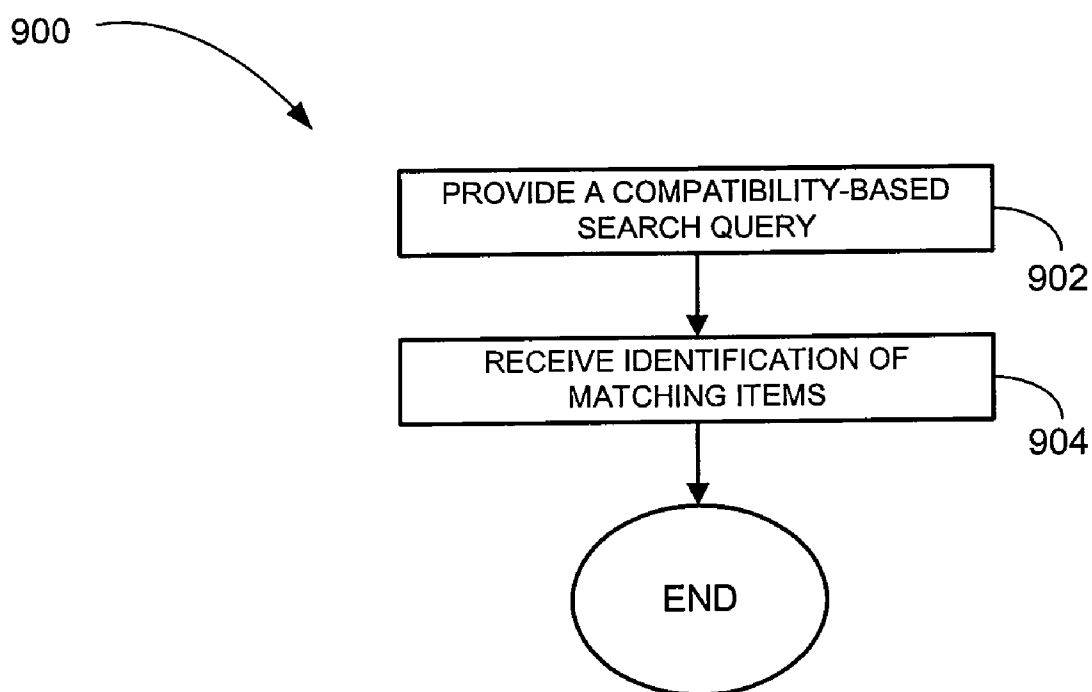 900
PROVIDE A COMPATIBILITY-BASED
SEARCH QUERY
902
RECEIVE IDENTIFICATION OF
MATCHING ITEMS
904
END